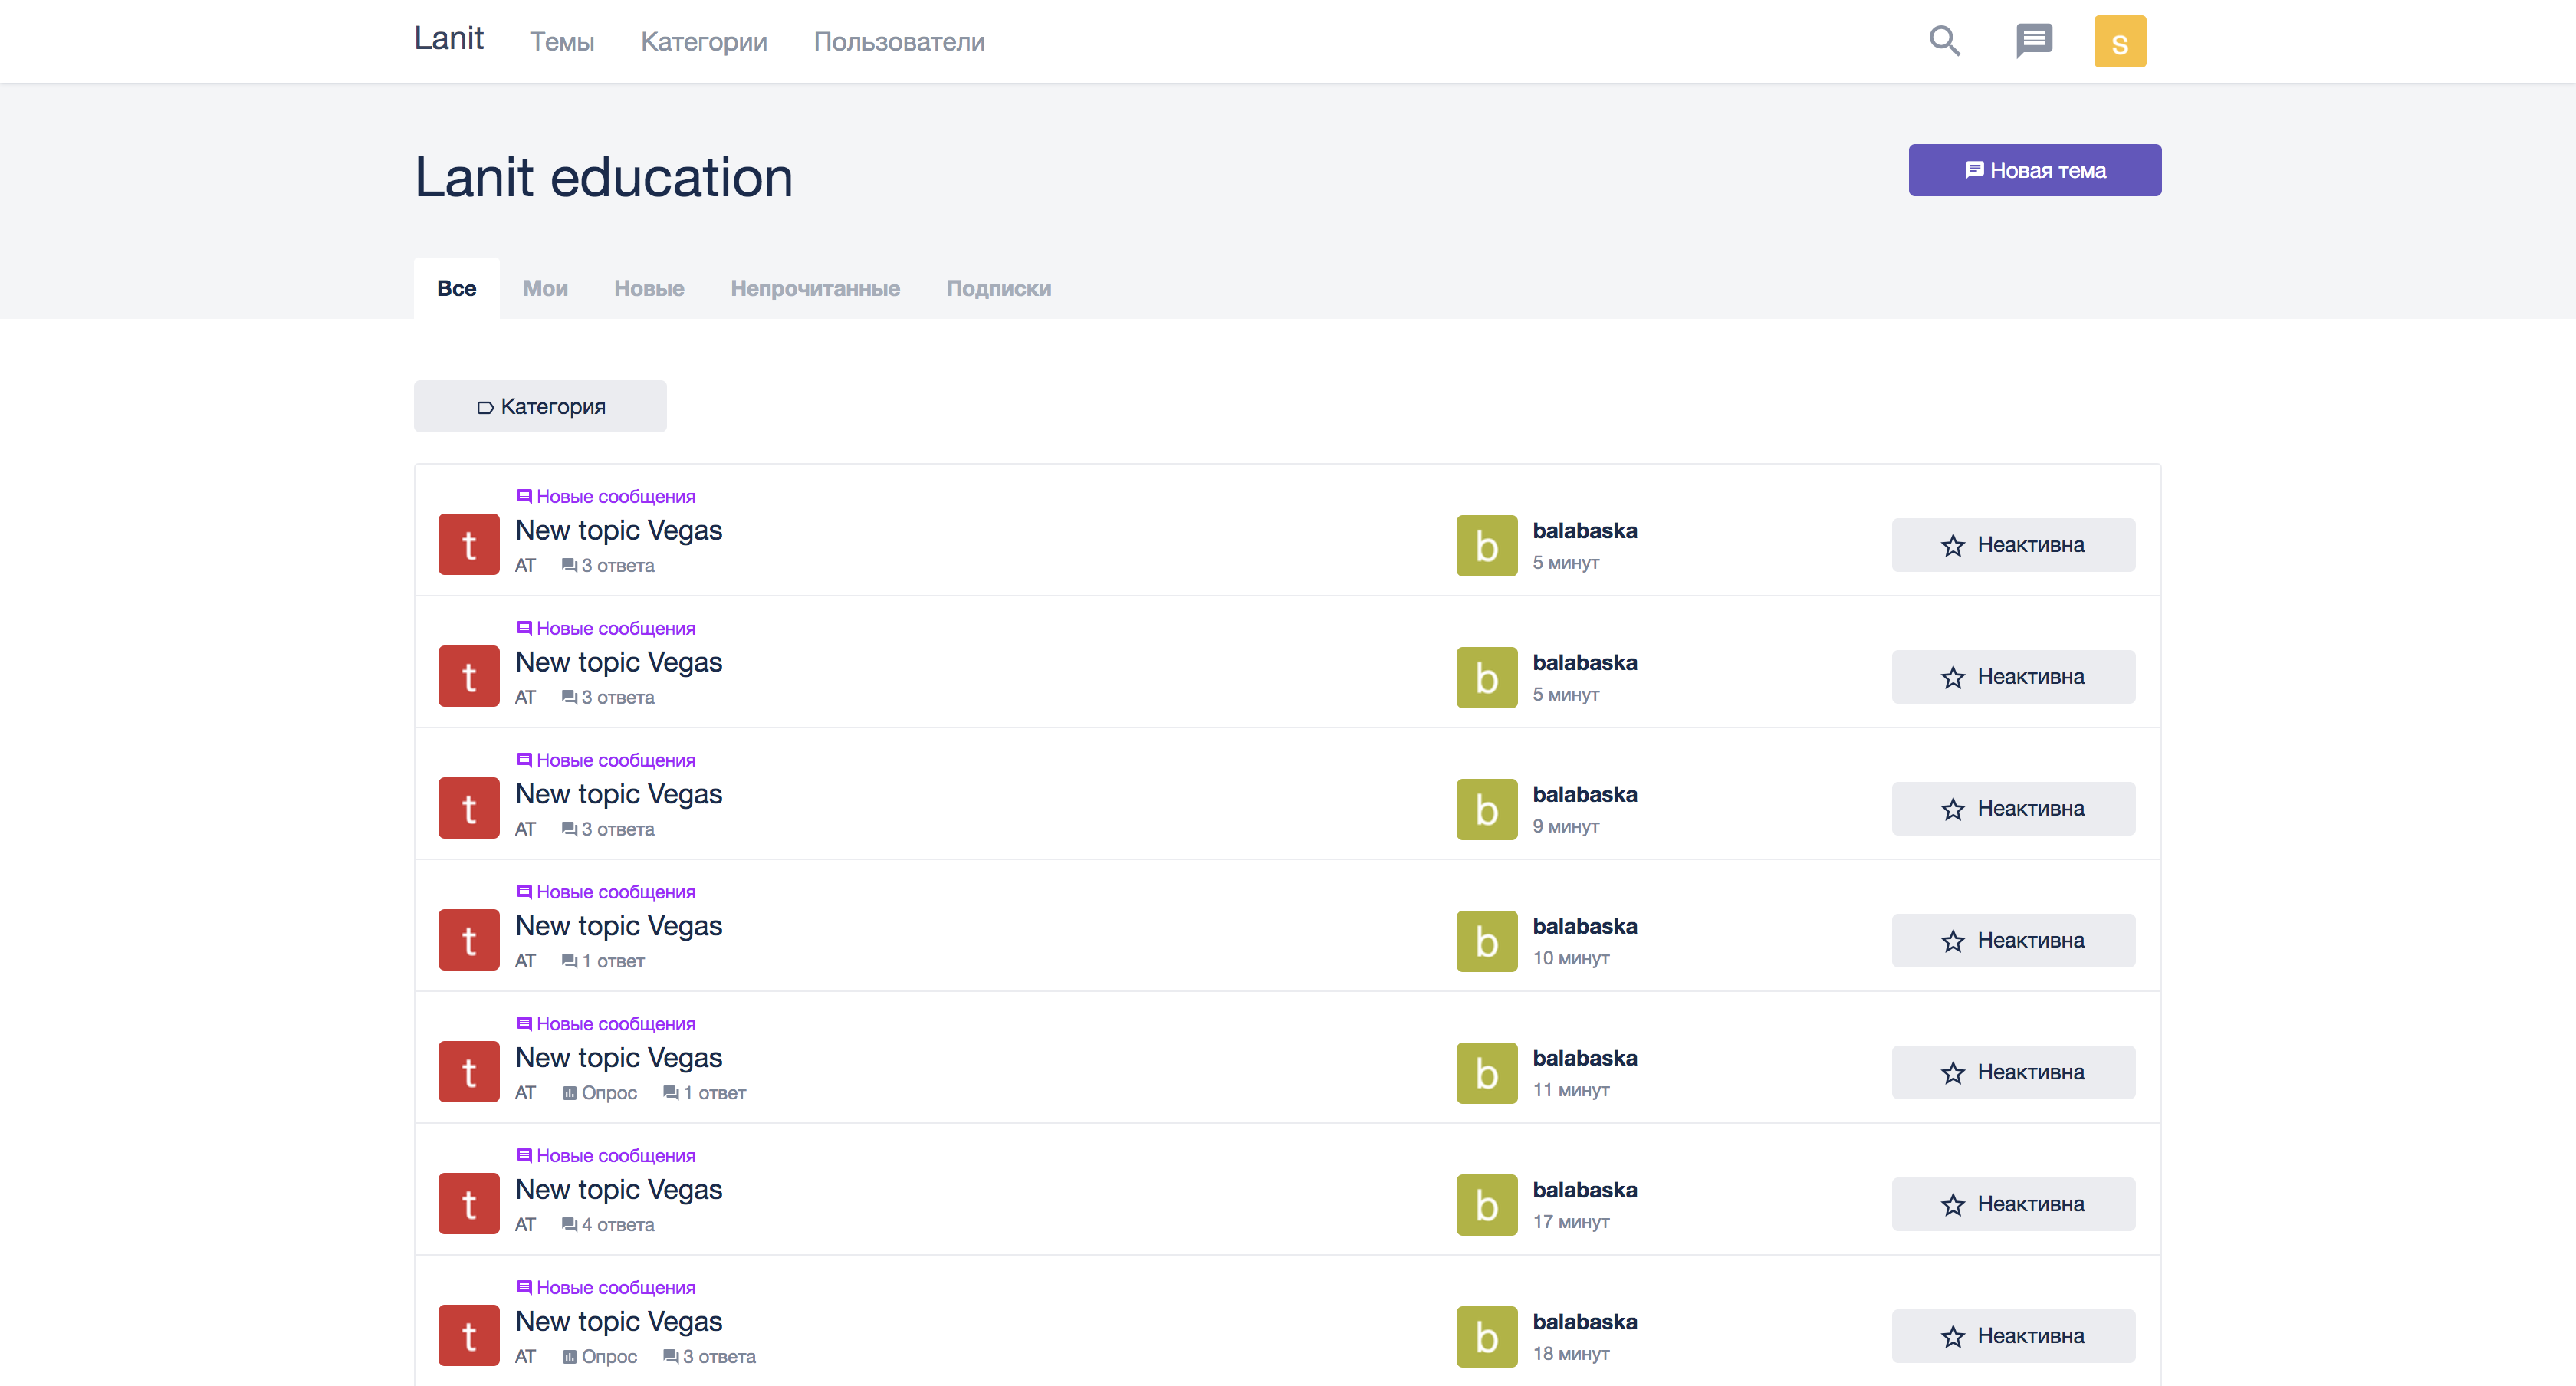 Lanit Темы Категории Пользователи s
Lanit education
Новая тема
Все Мои Новые Непрочитанные Подписки
Категория
Новые сообщения
t New topic Vegas b balabaska Неактивна
AT 3 ответа 5 минут
Новые сообщения
t New topic Vegas b balabaska Неактивна
AT 3 ответа 5 минут
Новые сообщения
t New topic Vegas b balabaska Неактивна
AT 3 ответа 9 минут
Новые сообщения
t New topic Vegas b balabaska Неактивна
AT 1 ответ 10 минут
Новые сообщения
t New topic Vegas b balabaska Неактивна
AT Опрос 1 ответ 11 минут
Новые сообщения
t New topic Vegas b balabaska Неактивна
AT 4 ответа 17 минут
Новые сообщения
t New topic Vegas b balabaska Неактивна
AT Опрос 3 ответа 18 минут